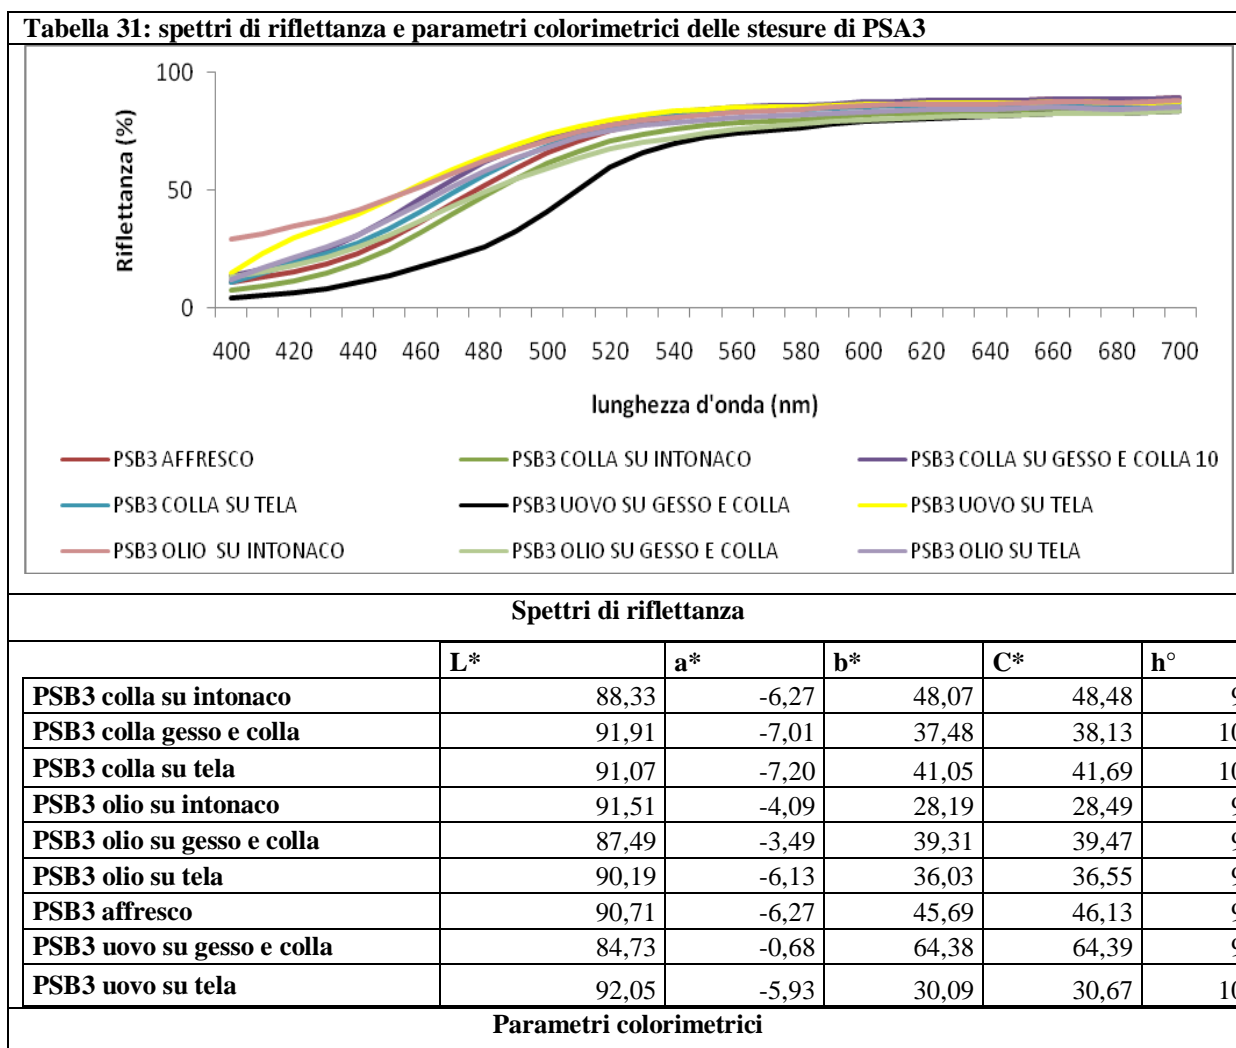 Tabella 31: spettri di riflettanza e parametri colorimetrici delle stesure di PSA3
100
50
0
Riflettanza (%)
400 420 440 460 480 500 520 540 560 580 600 620 640 660 680 700
lunghezza d'onda (nm)
PSB3 AFFRESCO PSB3 COLLA SU INTONACO PSB3 COLLA SU GESSO E COLLA 10
PSB3 COLLA SU TELA PSB3 UOVO SU GESSO E COLLA PSB3 UOVO SU TELA
PSB3 OLIO SU INTONACO PSB3 OLIO SU GESSO E COLLA PSB3 OLIO SU TELA
Spettri di riflettanza
L* a* b* C* h°
PSB3 colla su intonaco 88,33 -6,27 48,07 48,48
PSB3 colla gesso e colla 91,91 -7,01 37,48 38,13
PSB3 colla su tela 91,07 -7,20 41,05 41,69
PSB3 olio su intonaco 91,51 -4,09 28,19 28,49
PSB3 olio su gesso e colla 87,49 -3,49 39,31 39,47
PSB3 olio su tela 90,19 -6,13 36,03 36,55
PSB3 affresco 90,71 -6,27 45,69 46,13
PSB3 uovo su gesso e colla 84,73 -0,68 64,38 64,39
PSB3 uovo su tela 92,05 -5,93 30,09 30,67
Parametri colorimetrici